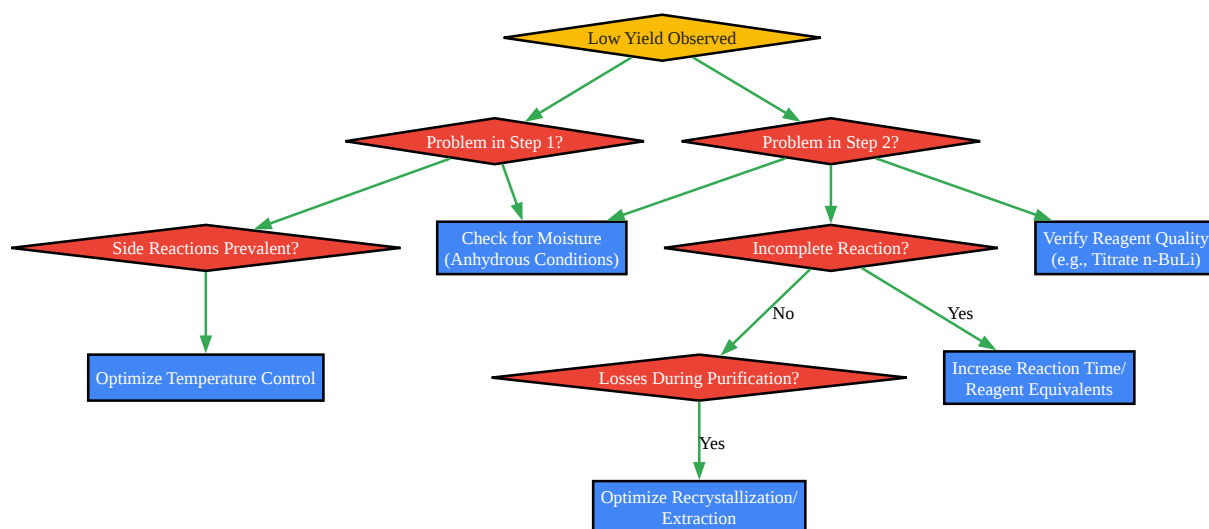 Low Yield Observed
Problem in Step 1?
Problem in Step 2?
Side Reactions Prevalent?
Check for Moisture
(Anhydrous Conditions)
Incomplete Reaction?
Verify Reagent Quality
(e.g., Titrate n-BuLi)
No
Yes
Optimize Temperature Control
Losses During Purification?
Increase Reaction Time/
Reagent Equivalents
Yes
Optimize Recrystallization/
Extraction